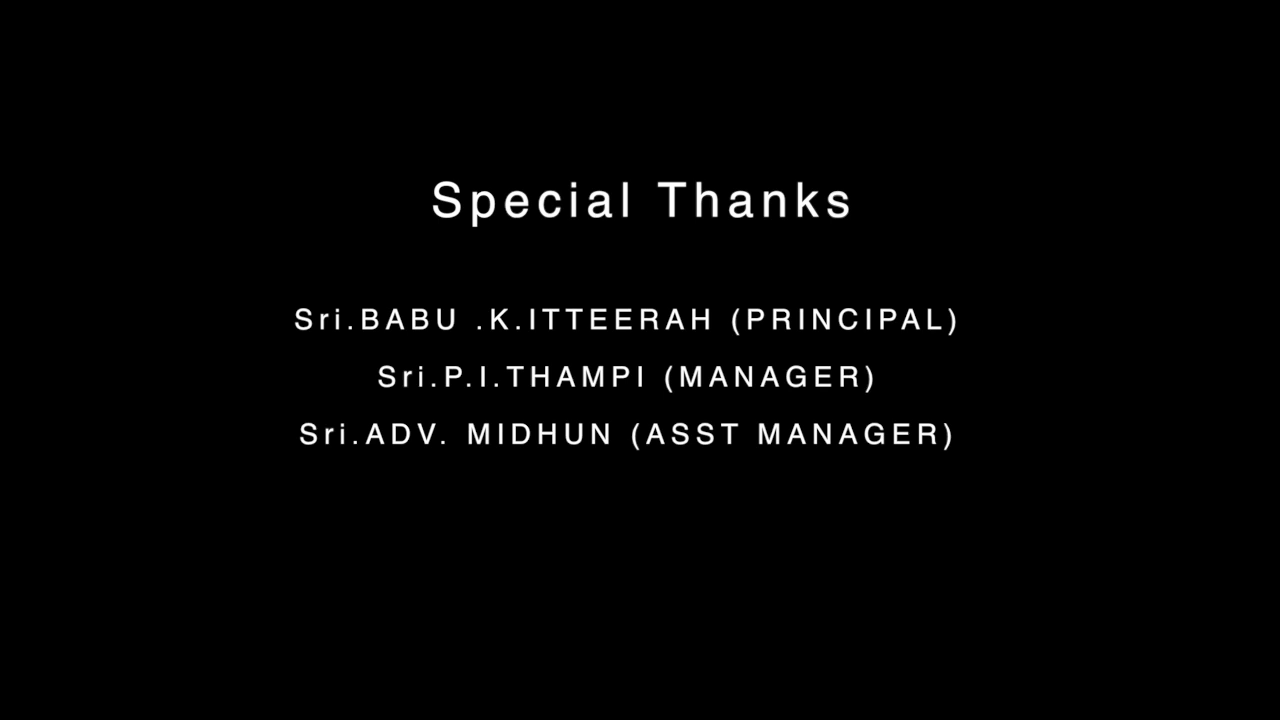 Special Thanks
Sri.BABU .K.ITTEERAH (PRINCIPAL)
Sri.P.I.THAMPI (MANAGER)
Sri.ADV. MIDHUN (ASST MANAGER)